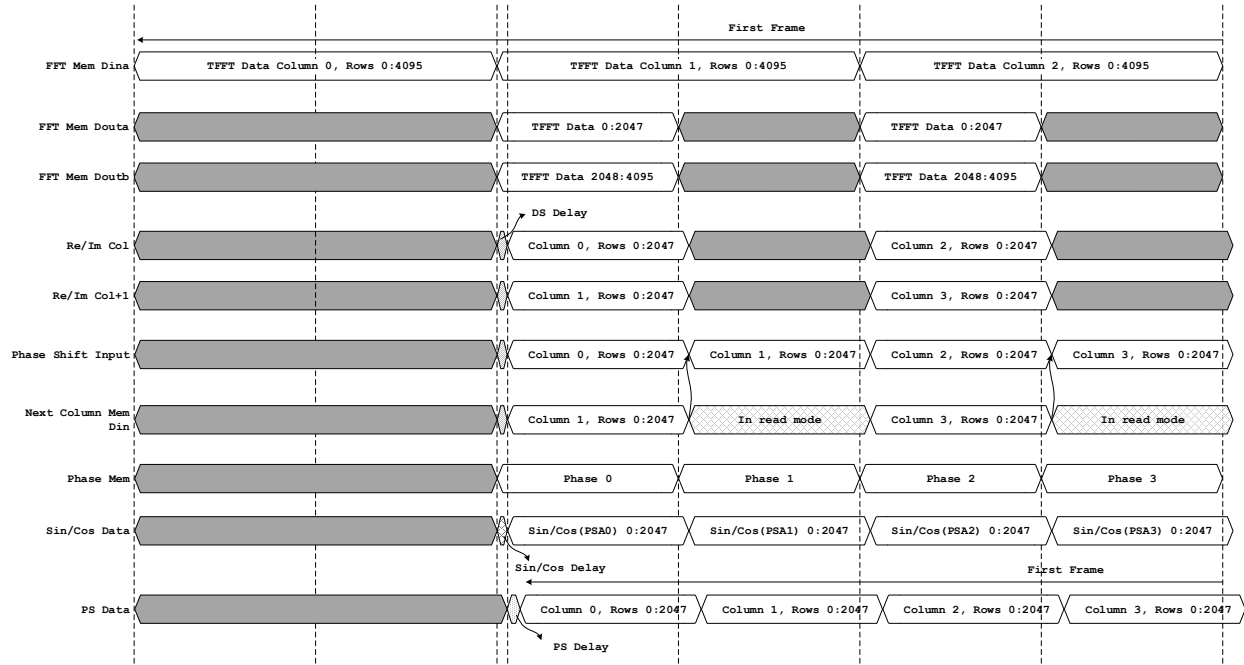 First Frame
FFT Mem Dina TFFT Data Column 0, Rows 0:4095 TFFT Data Column 1, Rows 0:4095 TFFT Data Column 2, Rows 0:4095
FFT Mem Douta TFFT Data 0:2047 TFFT Data 0:2047
FFT Mem Doutb TFFT Data 2048:4095 TFFT Data 2048:4095
DS Delay
Re/Im Col Column 0, Rows 0:2047 Column 2, Rows 0:2047
Re/Im Col+1 Column 1, Rows 0:2047 Column 3, Rows 0:2047
Phase Shift Input Column 0, Rows 0:2047 Column 1, Rows 0:2047 Column 2, Rows 0:2047 Column 3, Rows 0:2047
Next Column Mem
Din Column 1, Rows 0:2047 In read mode Column 3, Rows 0:2047 In read mode
Phase Mem Phase 0 Phase 1 Phase 2 Phase 3
Sin/Cos Data Sin/Cos(PSA0) 0:2047 Sin/Cos(PSA1) 0:2047 Sin/Cos(PSA2) 0:2047 Sin/Cos(PSA3) 0:2047
Sin/Cos Delay First Frame
PS Data Column 0, Rows 0:2047 Column 1, Rows 0:2047 Column 2, Rows 0:2047 Column 3, Rows 0:2047
PS Delay